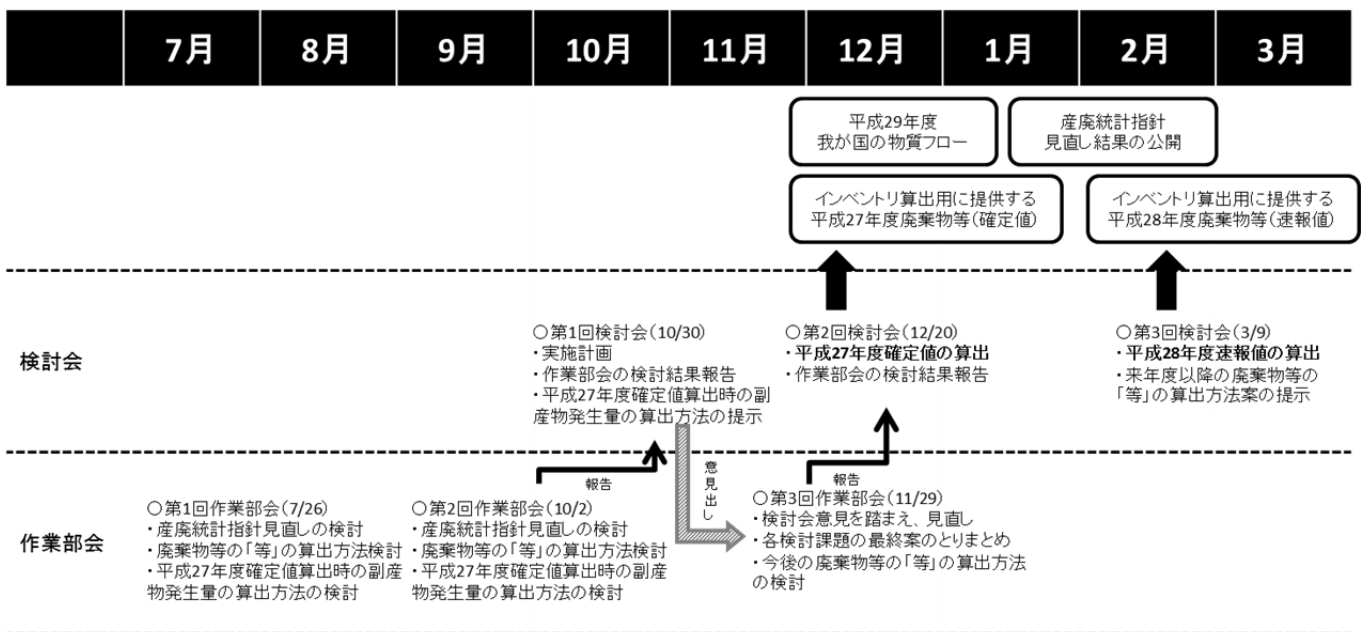 7月
8月
9月
10月
11月
12月
1月
2月
3月
平成29年度
我が国の物質フロー
産廃統計指針
見直し結果の公開
インベントリ算出用に提供する
平成27年度廃棄物等(確定値)
インベントリ算出用に提供する
平成28年度廃棄物等(速報値)
検討会
○第1回検討会(10/30)
・実施計画
・作業部会の検討結果報告
・平成27年度確定値算出時の副
産物発生量の算出方法の提示
○第2回検討会(12/20)
・平成27年度確定値の算出
・作業部会の検討結果報告
○第3回検討会(3/9)
・平成28年度速報値の算出
・来年度以降の廃棄物等の
「等」の算出方法案の提示
作業部会
○第1回作業部会(7/26)
・産廃統計指針見直しの検討
・廃棄物等の「等」の算出方法検討
・平成27年度確定値算出時の副産
物発生量の算出方法の検討
○第2回作業部会(10/2)
・産廃統計指針見直しの検討
・廃棄物等の「等」の算出方法検討
・平成27年度確定値算出時の副産
物発生量の算出方法の検討
報告
意見出し
報告
○第3回作業部会(11/29)
・検討会意見を踏まえ、見直し
・各検討課題の最終案のとりまとめ
・今後の廃棄物等の「等」の算出方法
の検討